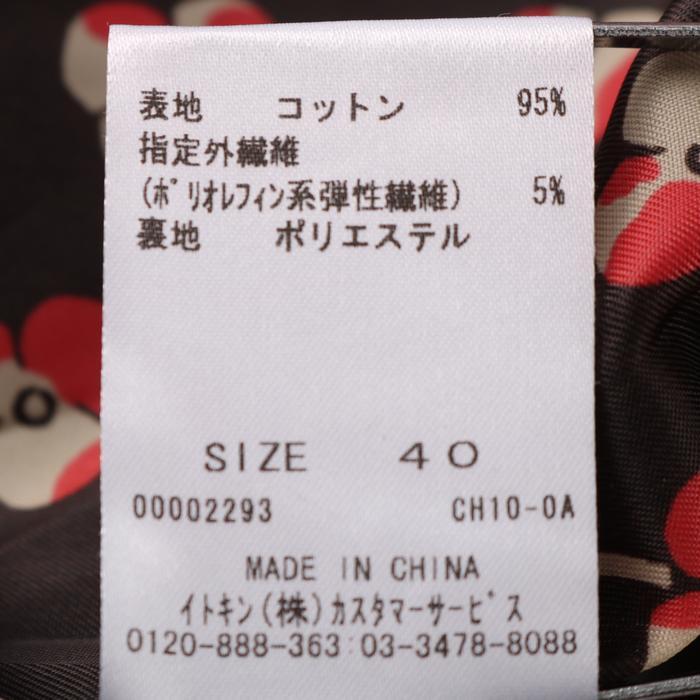 表地 コットン 95%
指定外繊維
(ポリオレフィン系弾性繊維) 5%
裏地 ポリエステル
SIZE 40
00002293 CH10-0A
MADE IN CHINA
イトキン(株)カスタマーサービス
0120-888-363:03-3478-8088